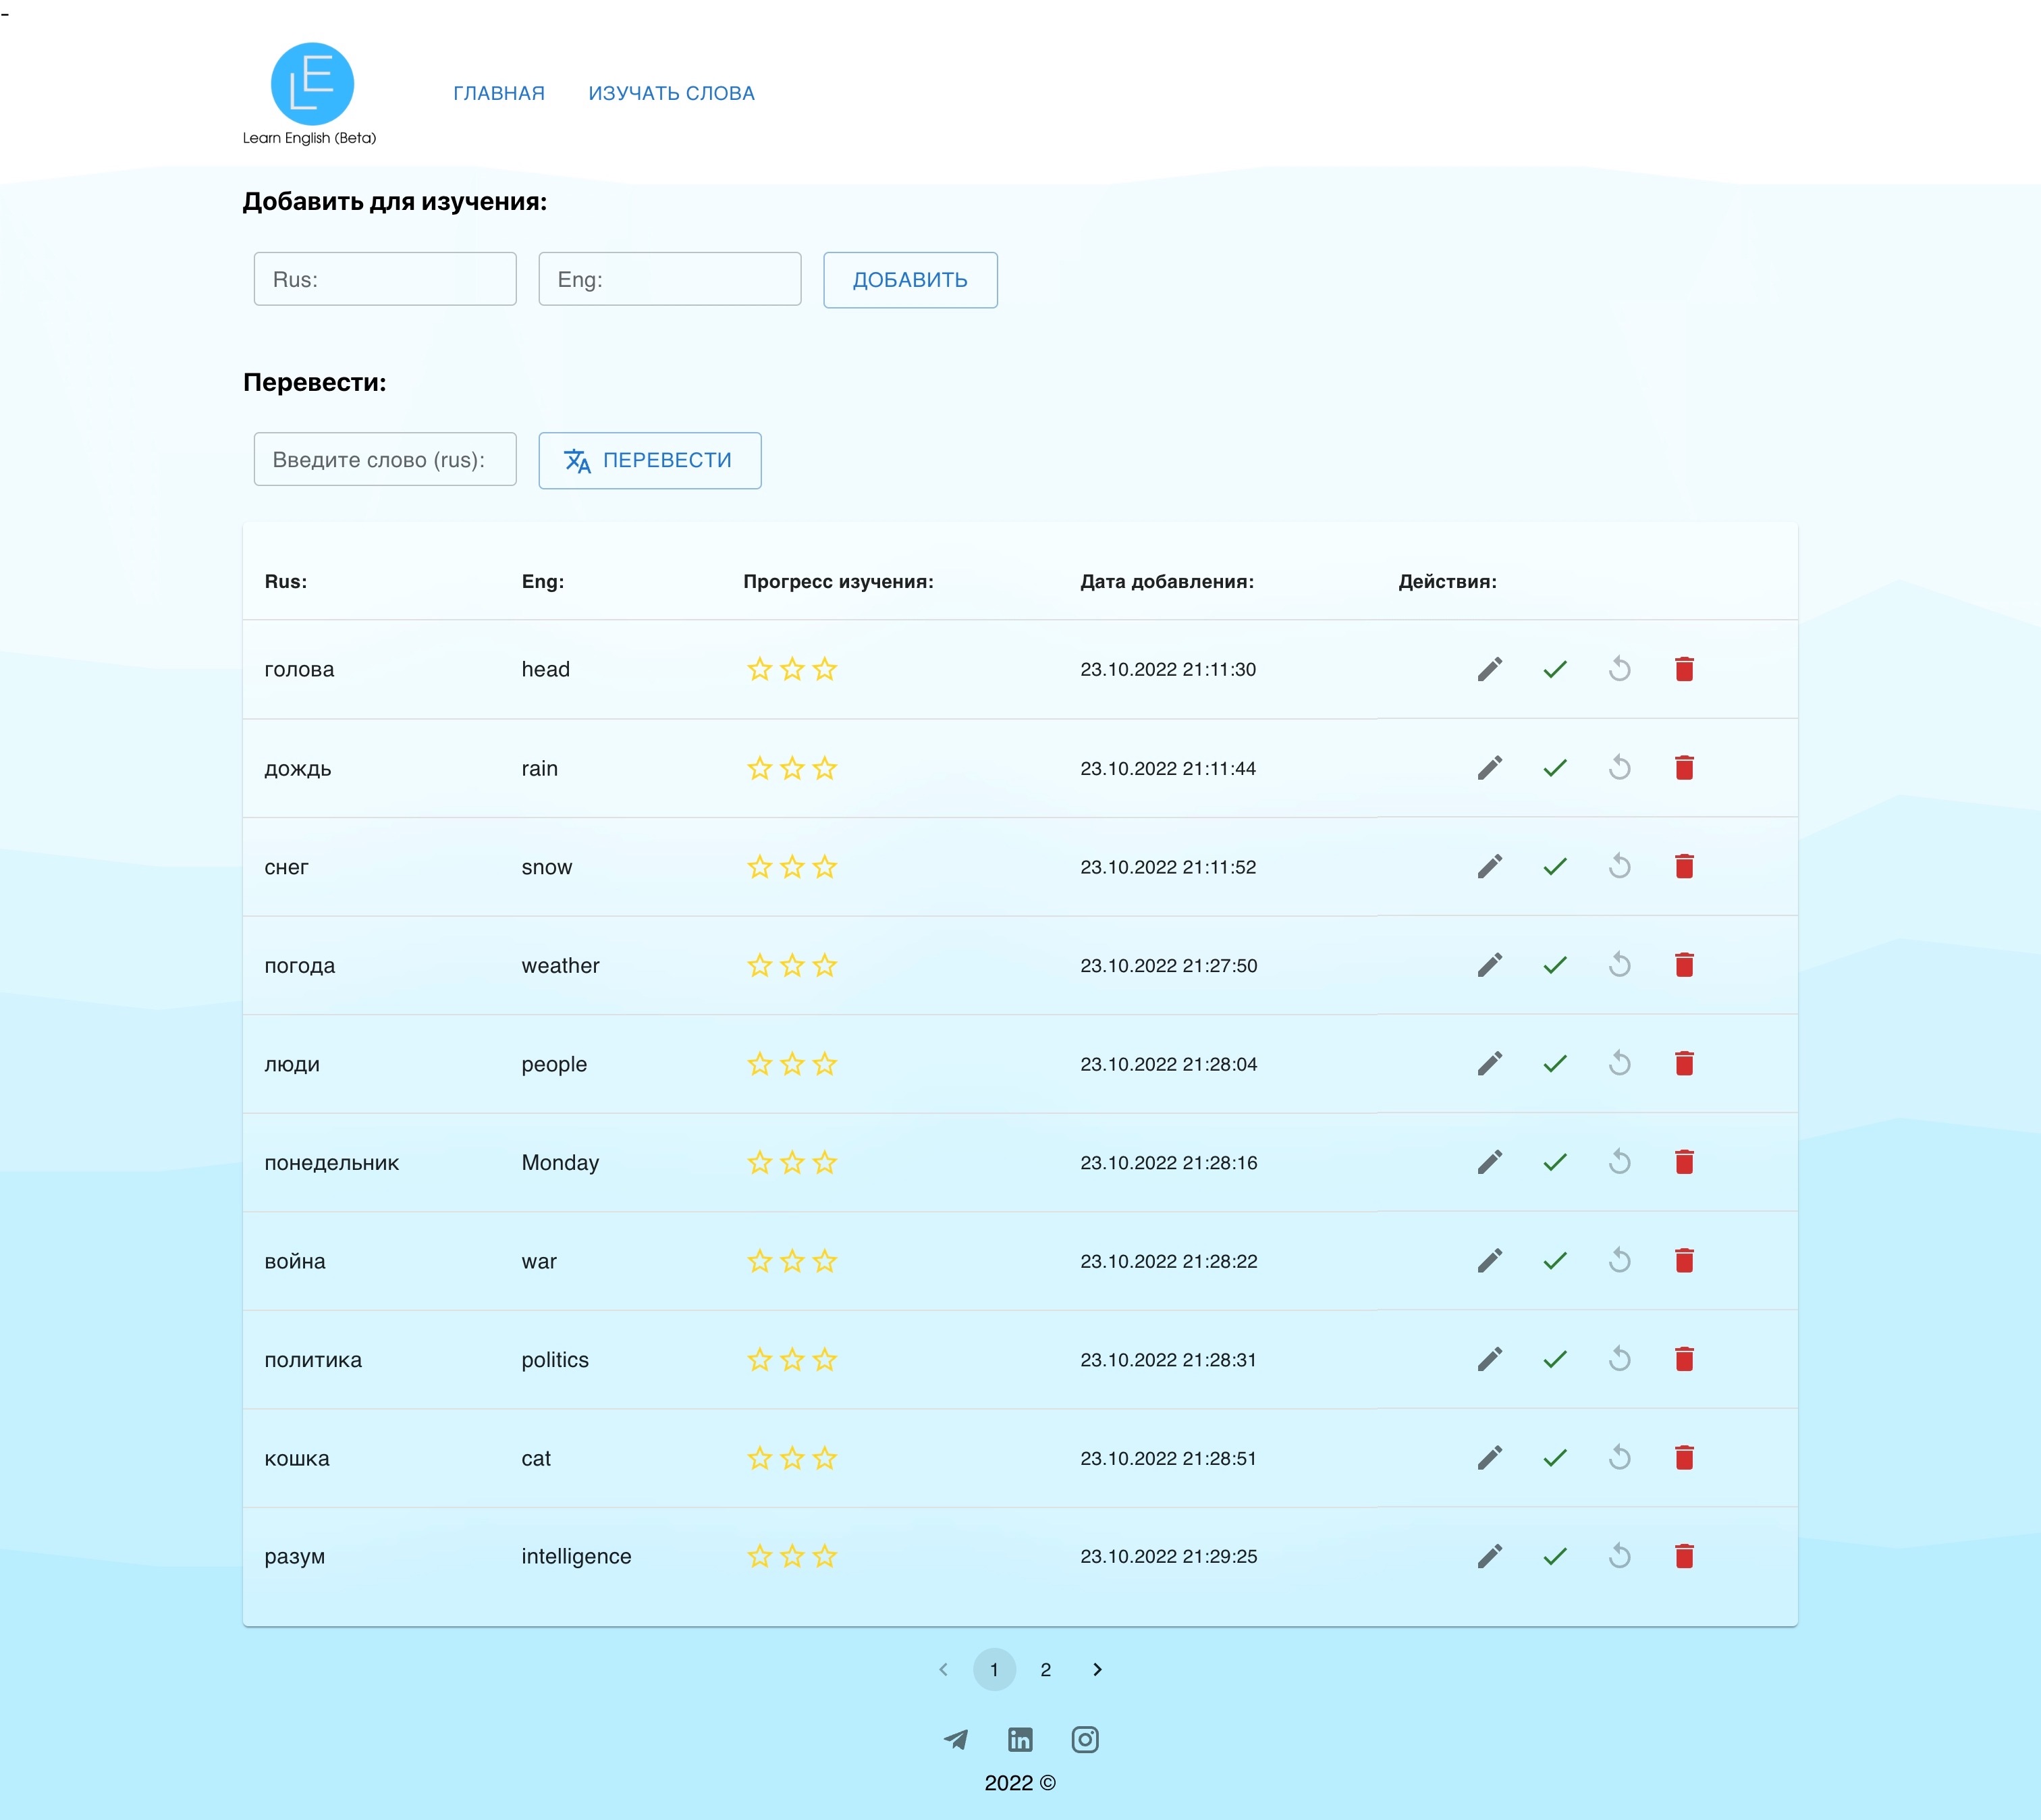 -
LE
Learn English (Beta)
ГЛАВНАЯ ИЗУЧАТЬ СЛОВА
Добавить для изучения:
Rus: Eng: ДОБАВИТЬ
Перевести:
Введите слово (rus): ПЕРЕВЕСТИ
Rus: Eng: Прогресс изучения: Дата добавления: Действия:
голова head 23.10.2022 21:11:30
дождь rain 23.10.2022 21:11:44
снег snow 23.10.2022 21:11:52
погода weather 23.10.2022 21:27:50
люди people 23.10.2022 21:28:04
понедельник Monday 23.10.2022 21:28:16
война war 23.10.2022 21:28:22
политика politics 23.10.2022 21:28:31
кошка cat 23.10.2022 21:28:51
разум intelligence 23.10.2022 21:29:25
1 2
2022 ©